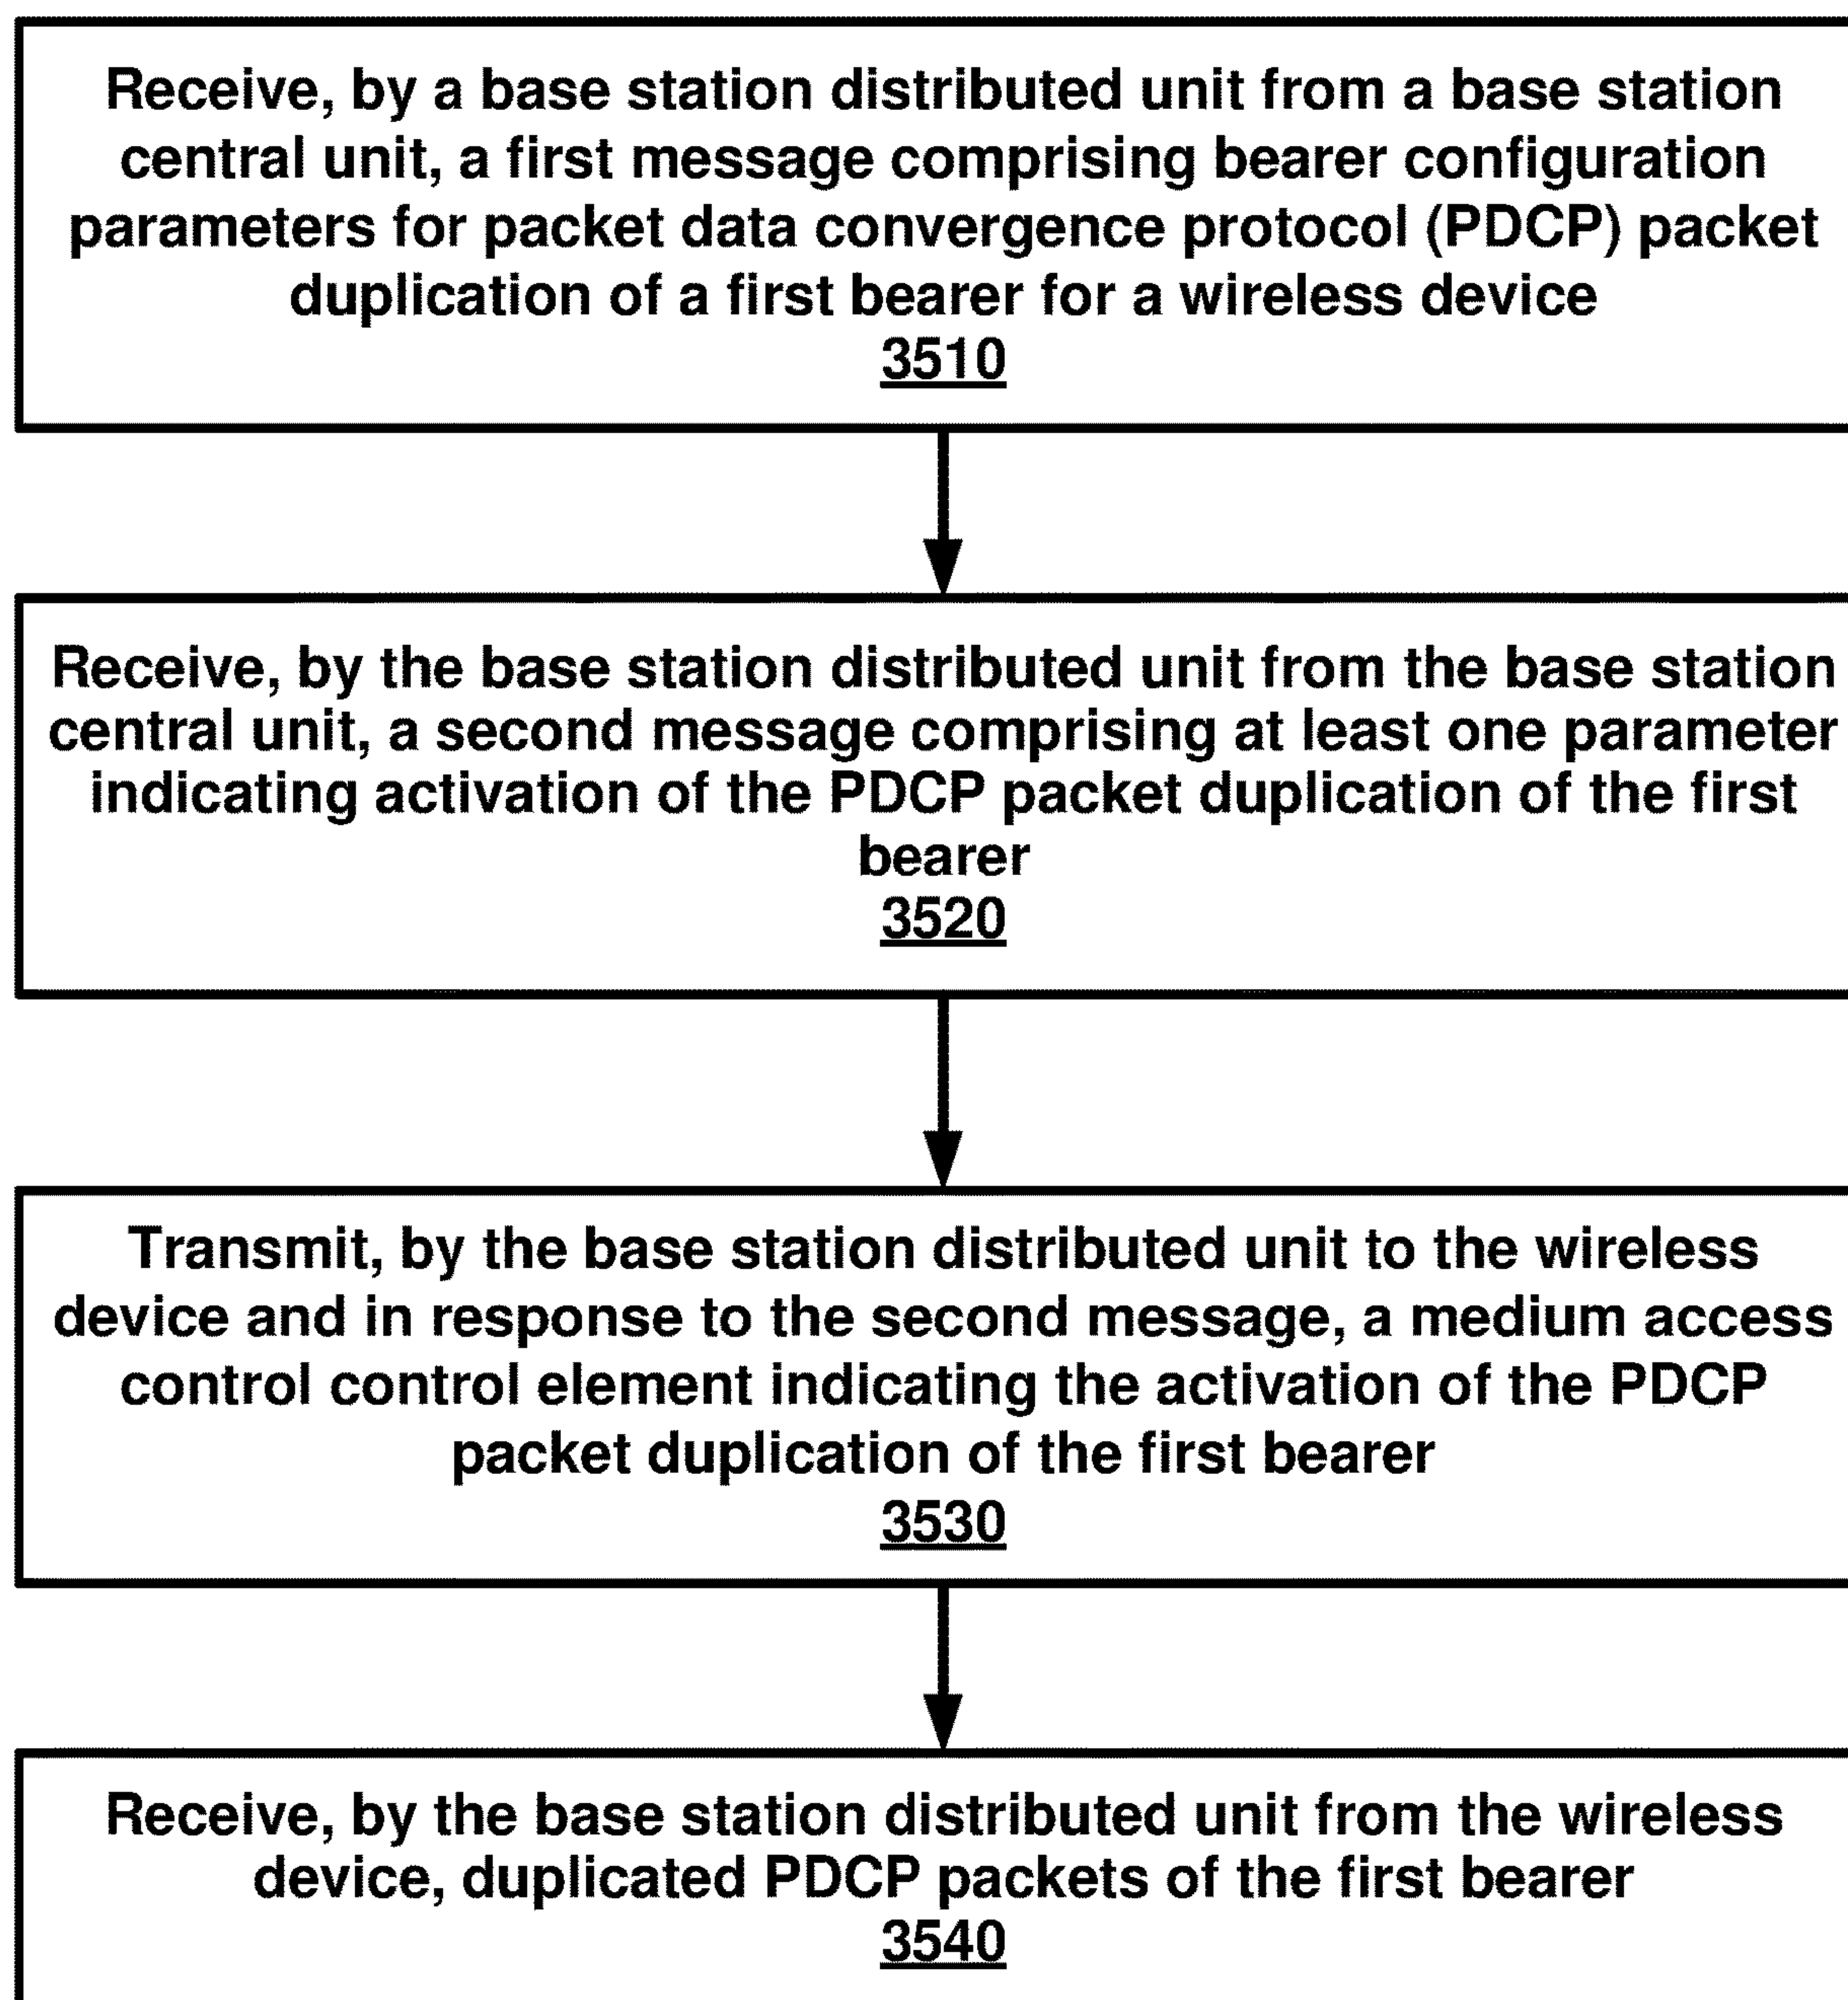 Receive, by a base station distributed unit from a base station
central unit, a first message comprising bearer configuration
parameters for packet data convergence protocol (PDCP) packet
duplication of a first bearer for a wireless device
3510
Receive, by the base station distributed unit from the base station
central unit, a second message comprising at least one parameter
indicating activation of the PDCP packet duplication of the first
bearer
3520
Transmit, by the base station distributed unit to the wireless
device and in response to the second message, a medium access
control control element indicating the activation of the PDCP
packet duplication of the first bearer
3530
Receive, by the base station distributed unit from the wireless
device, duplicated PDCP packets of the first bearer
3540